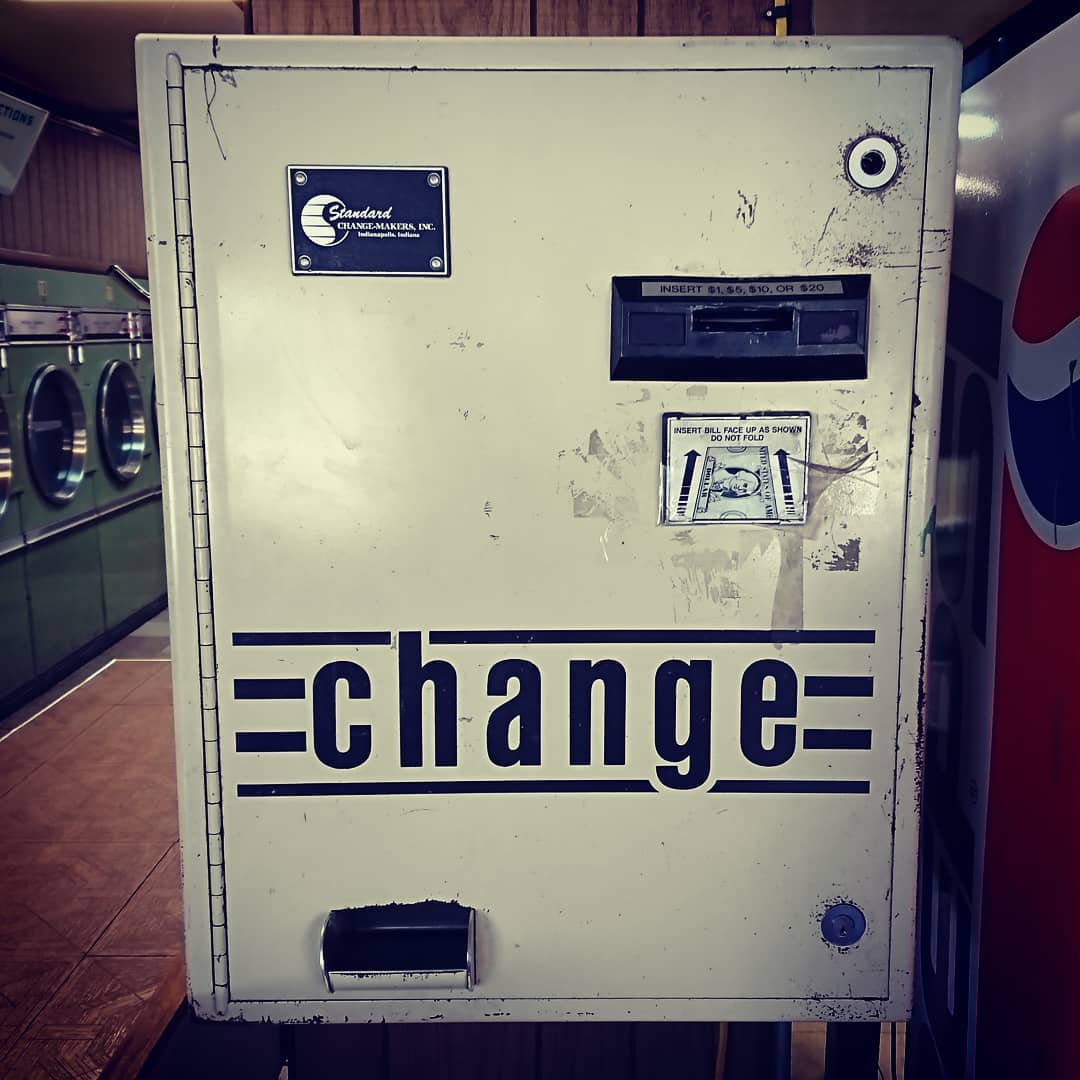 CTIONS
Standard
CHANGE-MAKERS, INC.
Indianapolis, Indiana
INSERT $1, $5, $10, OR $20
INSERT BILL FACE UP AS SHOWN
DO NOT FOLD
change